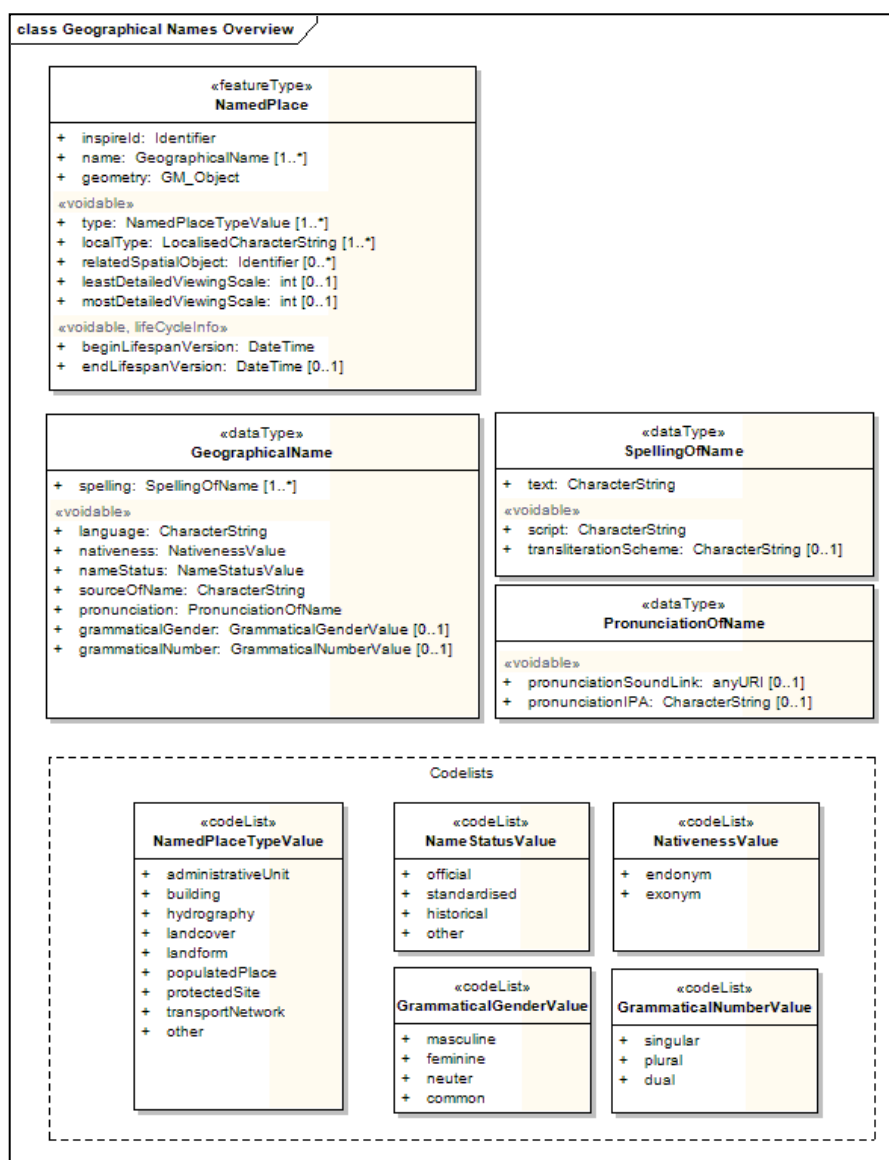 class Geographical Names Overview
«featureType»
NamedPlace
+ inspireId: Identifier
+ name: GeographicalName [1..*]
+ geometry: GM_Object
«voidable»
+ type: NamedPlaceTypeValue [1..*]
+ localType: LocalisedCharacterString [1..*]
+ relatedSpatialObject: Identifier [0..*]
+ leastDetailedViewingScale: int [0..1]
+ mostDetailedViewingScale: int [0..1]
«voidable, lifeCycleInfo»
+ beginLifespanVersion: DateTime
+ endLifespanVersion: DateTime [0..1]
«dataType»
GeographicalName
+ spelling: SpellingOfName [1..*]
«voidable»
+ language: CharacterString
+ nativeness: NativenessValue
+ nameStatus: NameStatusValue
+ sourceOfName: CharacterString
+ pronunciation: PronunciationOfName
+ grammaticalGender: GrammaticalGenderValue [0..1]
+ grammaticalNumber: GrammaticalNumberValue [0..1]
«dataType»
SpellingOfName
+ text: CharacterString
«voidable»
+ script: CharacterString
+ transliterationScheme: CharacterString [0..1]
«dataType»
PronunciationOfName
«voidable»
+ pronunciationSoundLink: anyURI [0..1]
+ pronunciationIPA: CharacterString [0..1]
Codelists
«codeList»
NamedPlaceTypeValue
+ administrativeUnit
+ building
+ hydrography
+ landcover
+ landform
+ populatedPlace
+ protectedSite
+ transportNetwork
+ other
«codeList»
NameStatusValue
+ official
+ standardised
+ historical
+ other
«codeList»
NativenessValue
+ endonym
+ exonym
«codeList»
GrammaticalGenderValue
+ masculine
+ feminine
+ neuter
+ common
«codeList»
GrammaticalNumberValue
+ singular
+ plural
+ dual